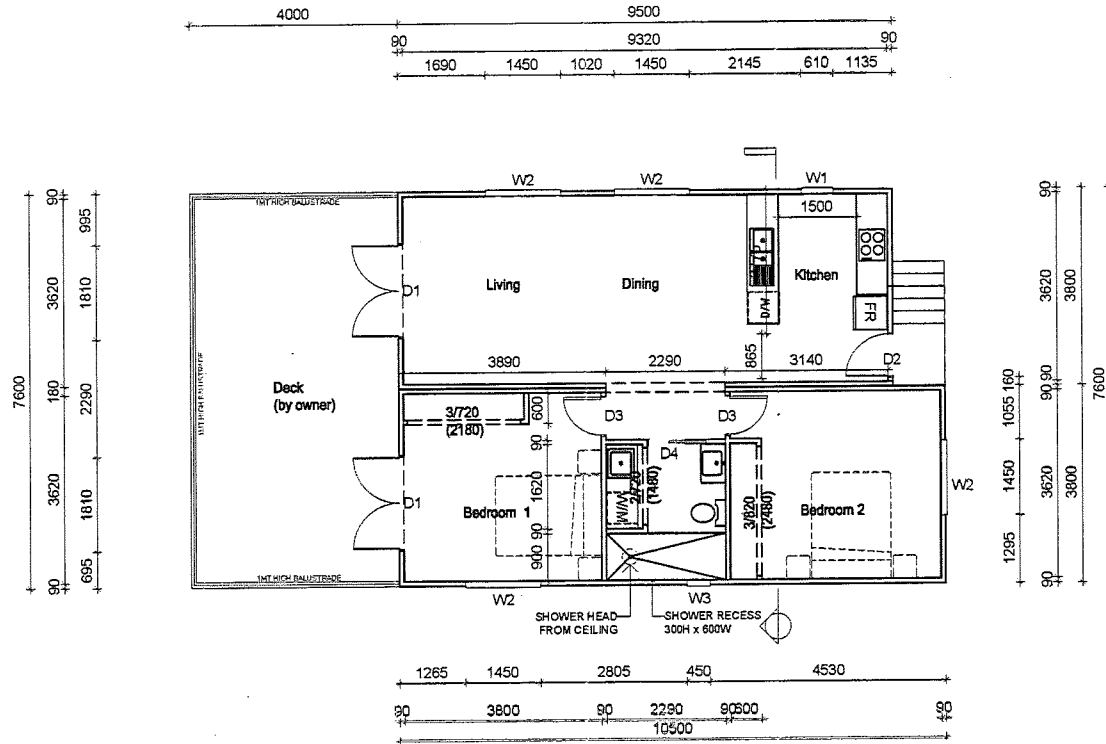 4000 9500
90 9320 90
1690 1450 1020 1450 2145 610 1135
W2 W2 W1
1MT HIGH BALUSTRADE
1500
D1 Living Dining Kitchen
D/W FR
7600
90 3620 180 3620 90
995 1810 2290 1810 695
1MT HIGH BALUSTRADE
3890 2290 865 3140 D2
Deck
(by owner)
3/720
(2180)
600 D3 D3
90 D4
1620
2/720
(1480)
W/M
3/820
(2480)
D1 Bedroom 1 Bedroom 2 W2
90
900
1MT HIGH BALUSTRADE
W2 W3
SHOWER HEAD
FROM CEILING
SHOWER RECESS
300H x 600W
160 1055 1450 1295
90 3620 90 90 3620 90
3800 3800
7600
1265 1450 2805 450 4530
90 3800 90 2290 90 600 90
10500